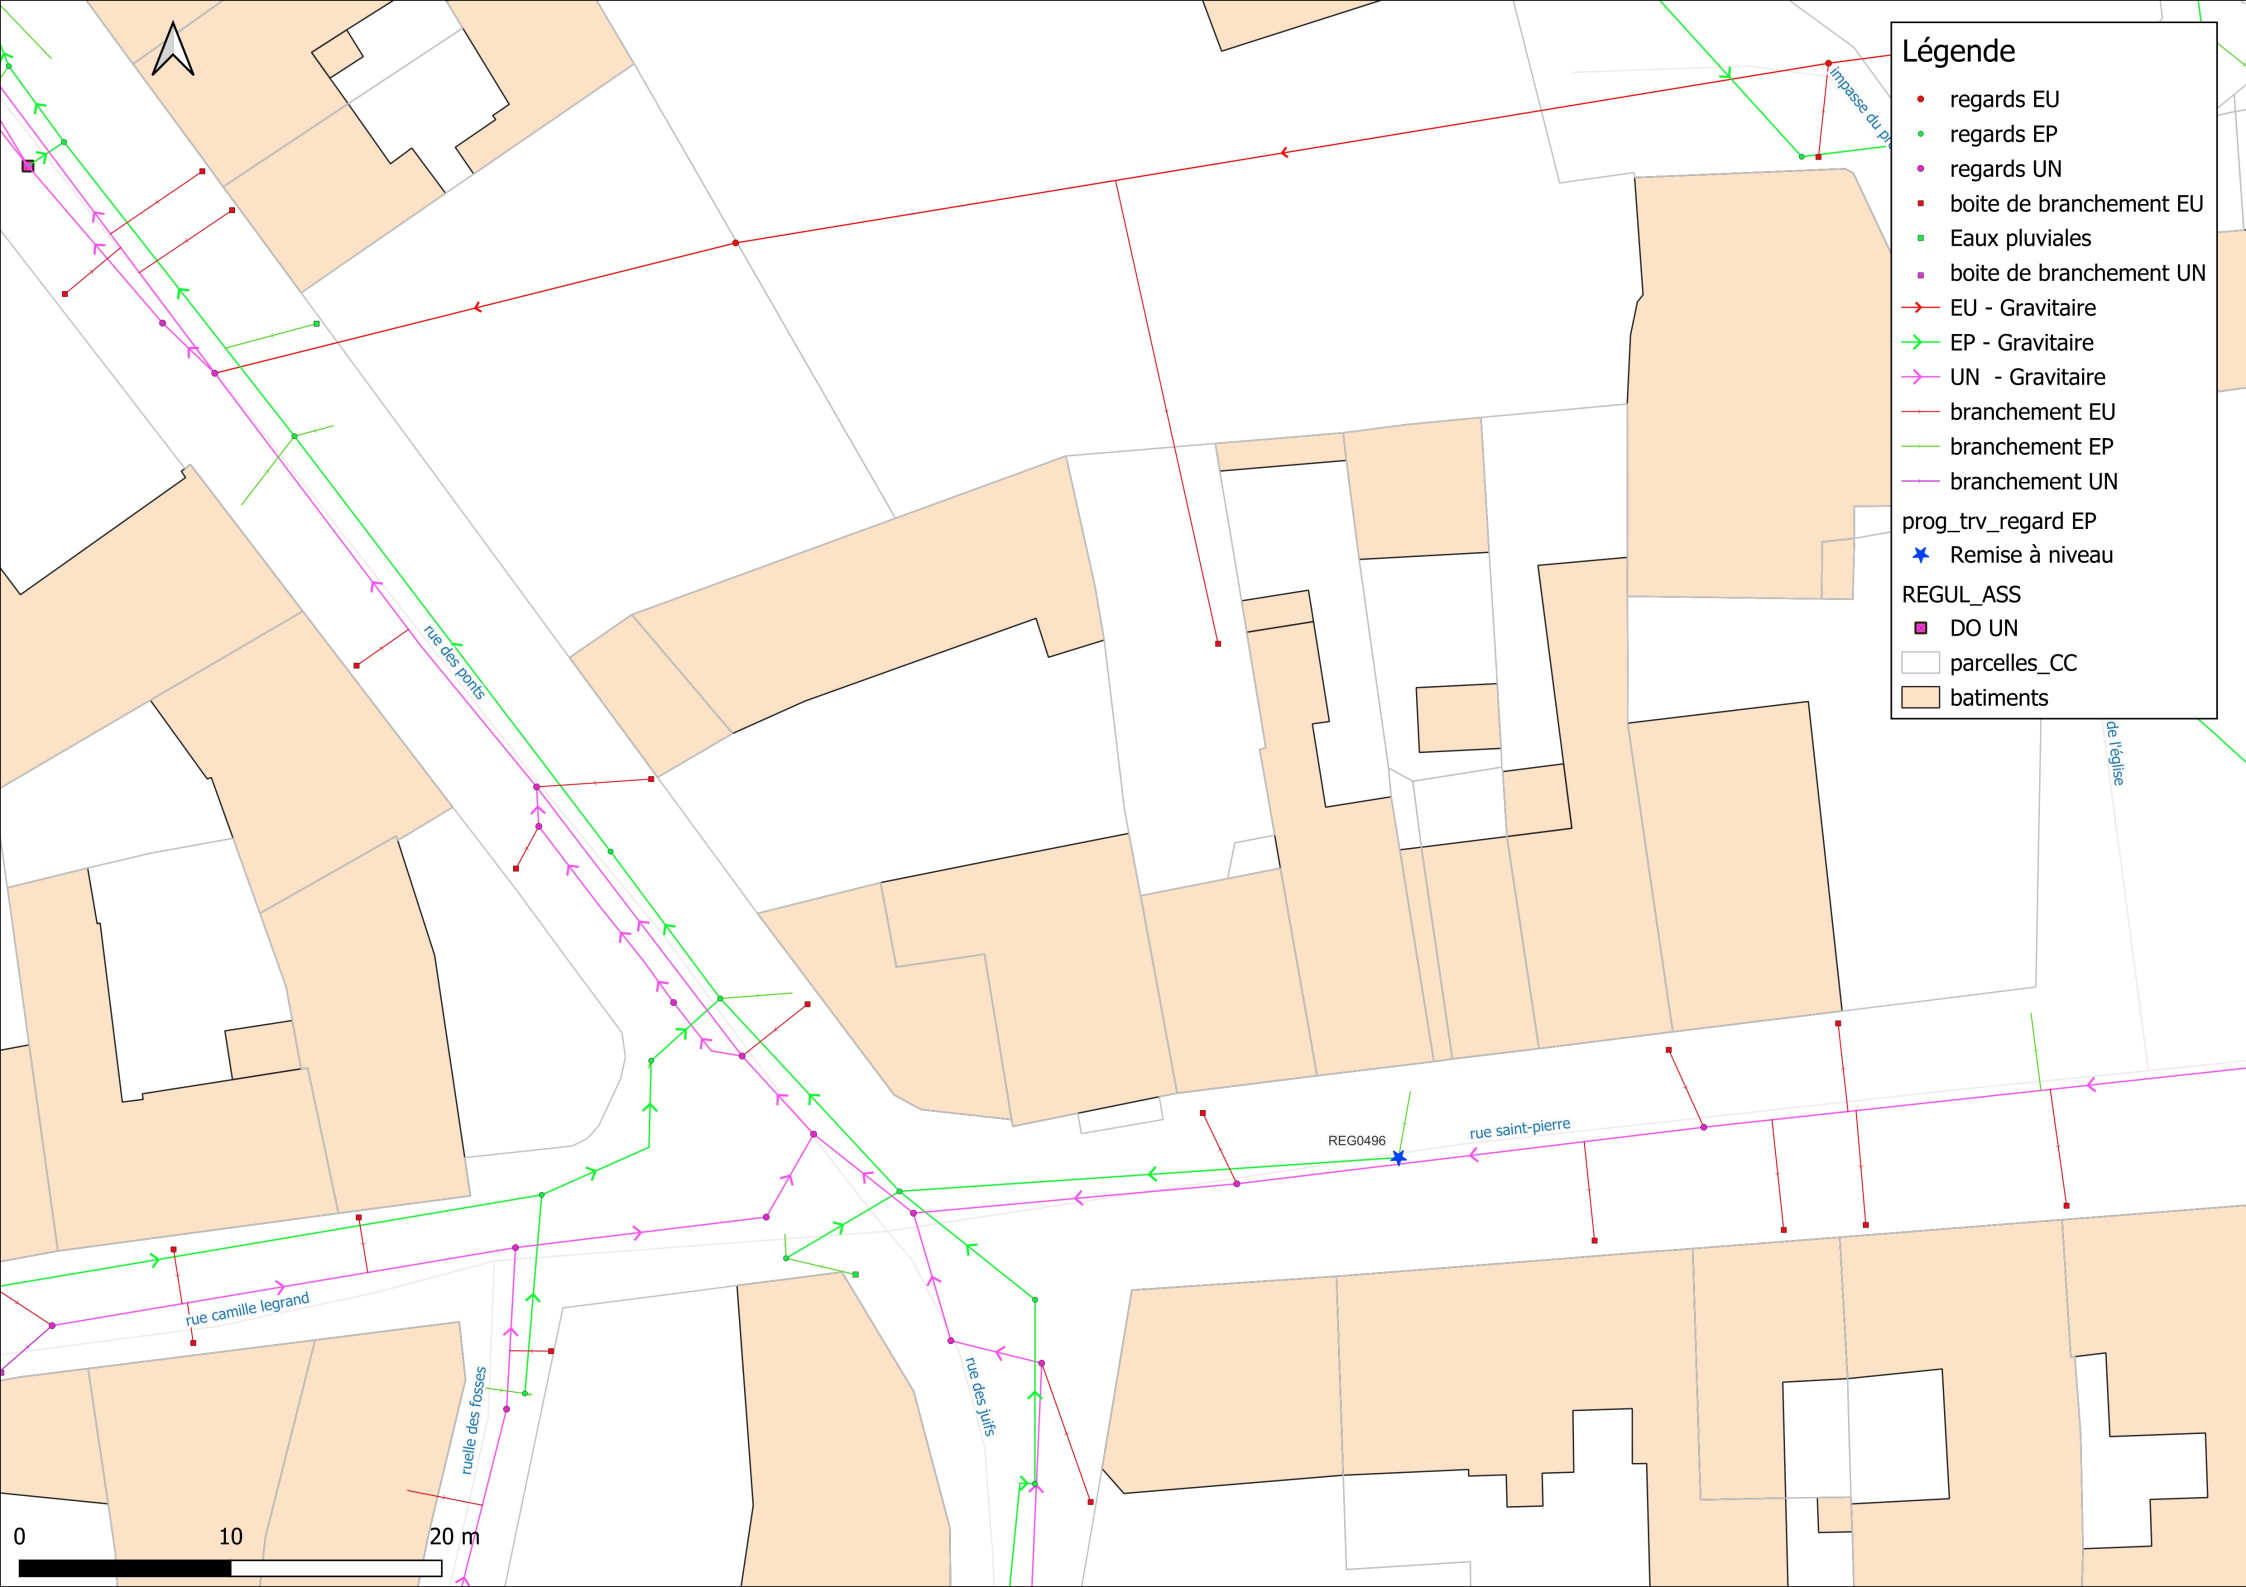 Légende
regards EU
regards EP
regards UN
boite de branchement EU
Eaux pluviales
boite de branchement UN
EU - Gravitaire
EP - Gravitaire
UN  - Gravitaire
branchement EU
branchement EP
branchement UN
prog_trv_regard EP
Remise à niveau
REGUL_ASS
DO UN
parcelles_CC
batiments
impasse du pr
rue des ponts
de l'église
REG0496
rue saint-pierre
rue camille legrand
ruelle des fosses
rue des juifs
0 10 20 m